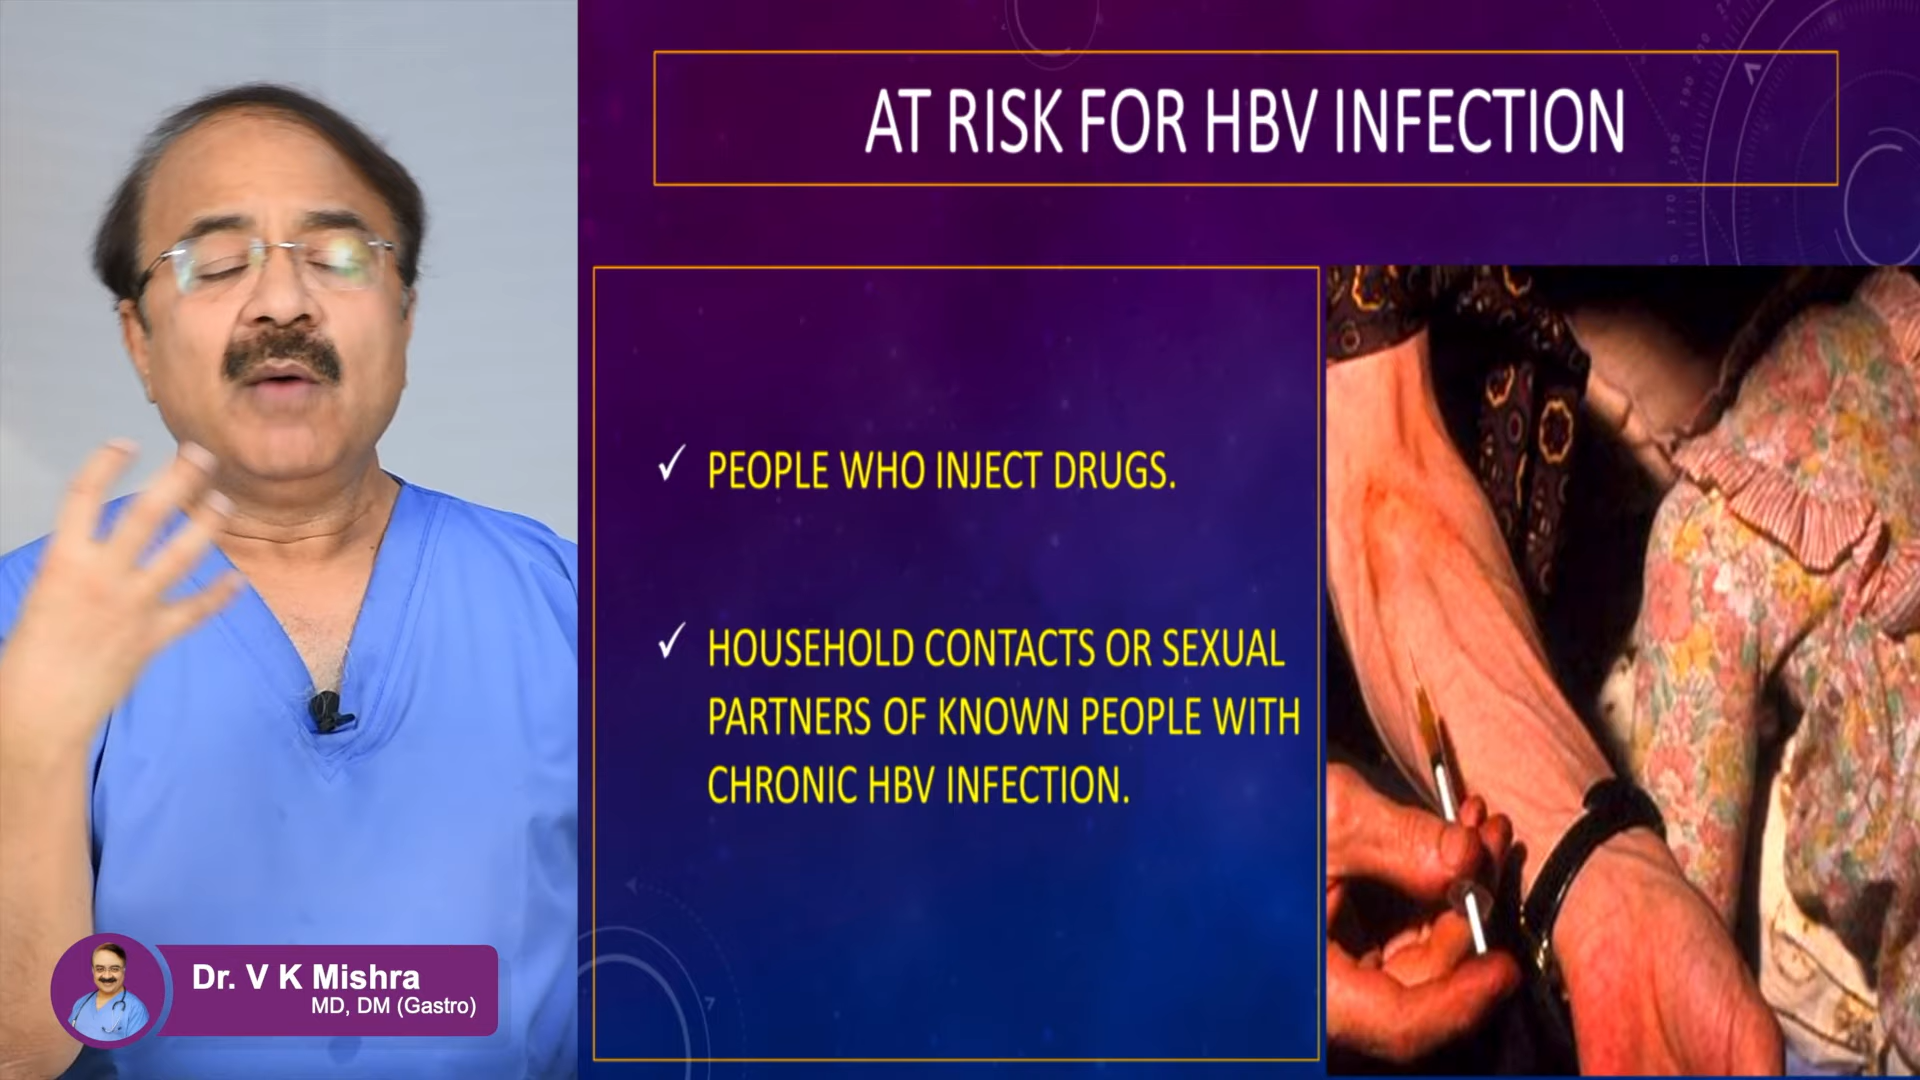 AT RISK FOR HBV INFECTION
✓ PEOPLE WHO INJECT DRUGS.
✓ HOUSEHOLD CONTACTS OR SEXUAL
PARTNERS OF KNOWN PEOPLE WITH
CHRONIC HBV INFECTION.
Dr. V K Mishra
MD, DM (Gastro)